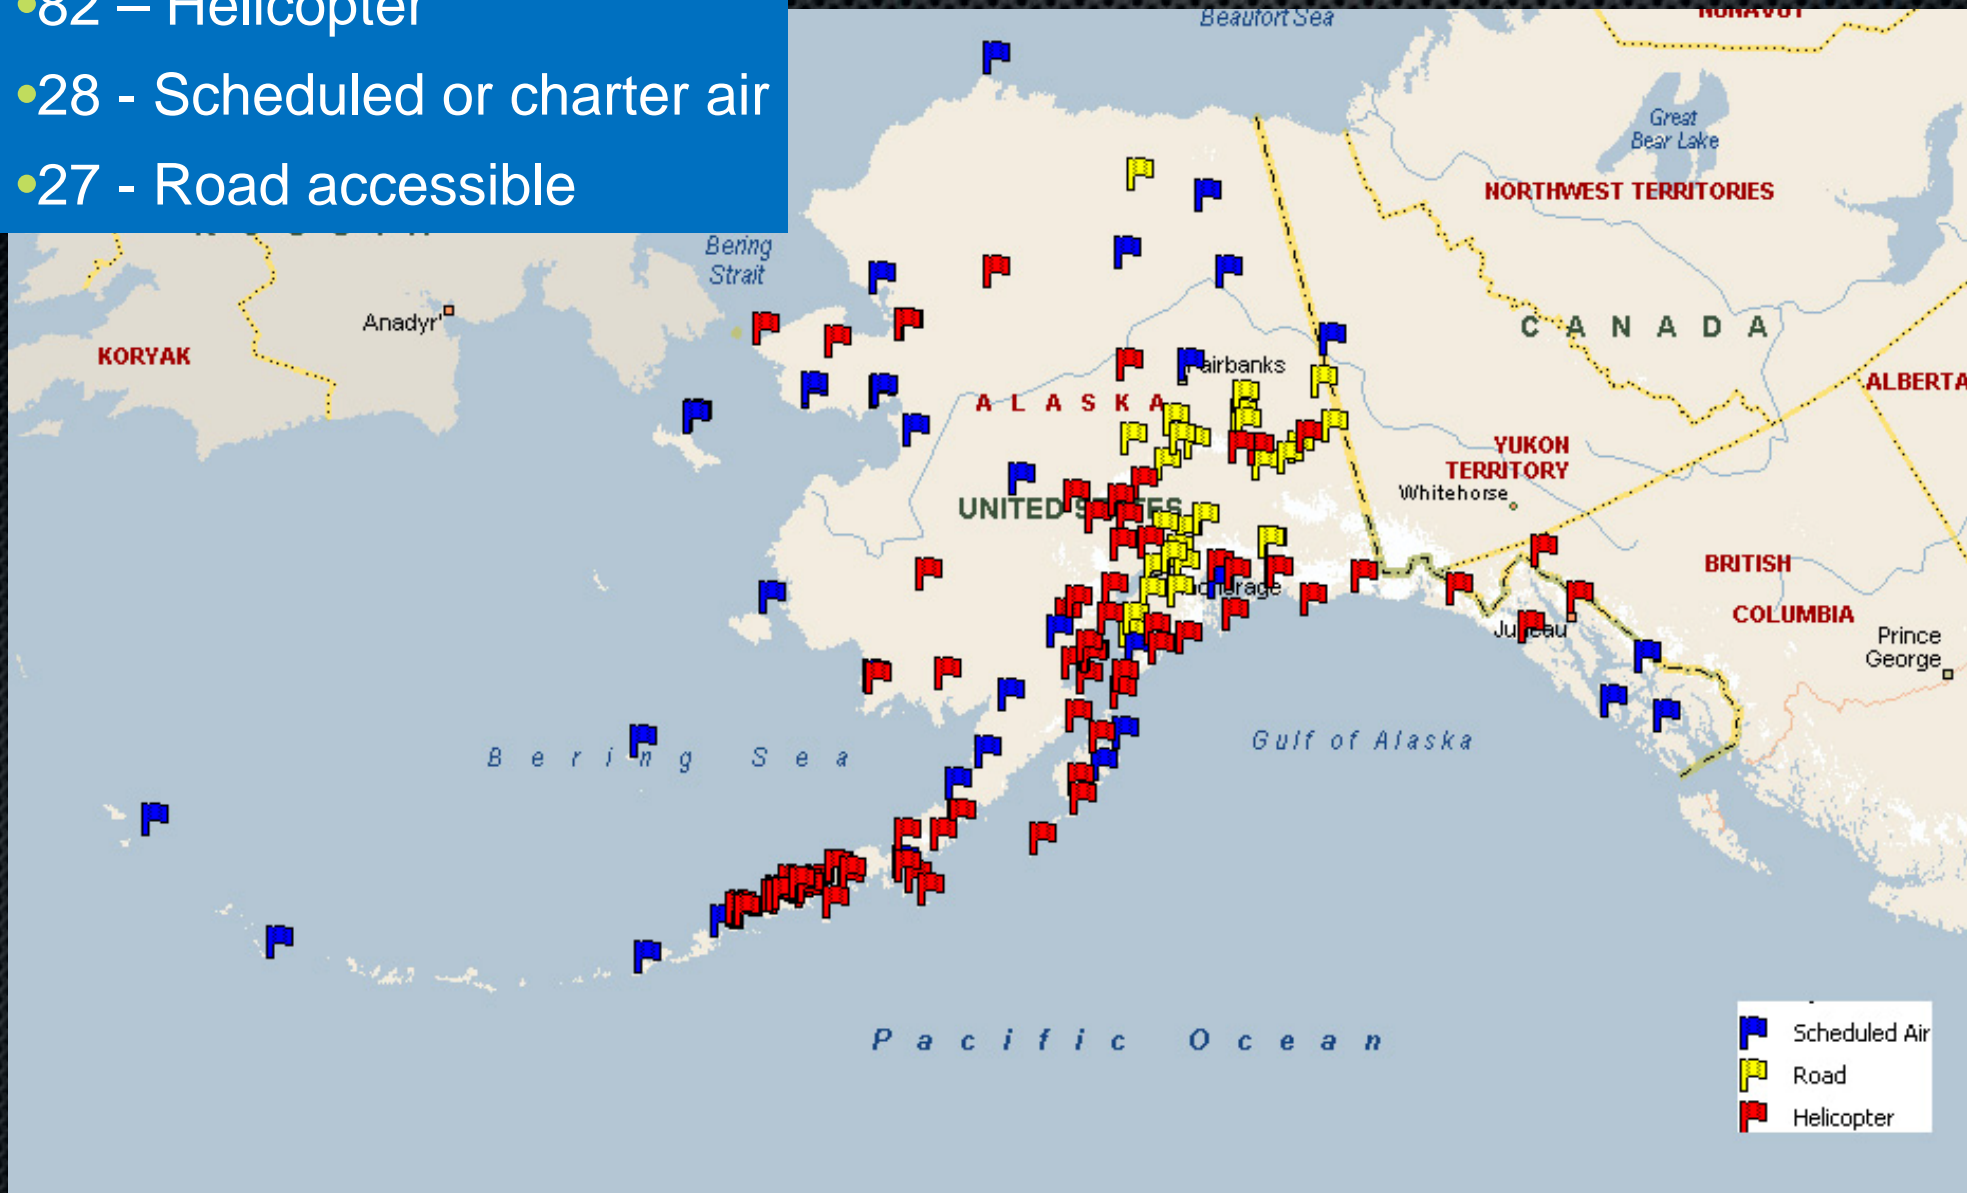 •82 – Helicopter
•28 - Scheduled or charter air
•27 - Road accessible
Beaufort Sea
NUNAVUT
Great
Bear Lake
NORTHWEST TERRITORIES
Bering
Strait
Anadyr'
KORYAK
CANADA
Fairbanks
ALBERTA
ALASKA
YUKON
TERRITORY
Whitehorse
UNITED STATES
BRITISH
COLUMBIA
Anchorage
Juneau
Prince
George
Bering Sea
Gulf of Alaska
Pacific Ocean
Scheduled Air
Road
Helicopter